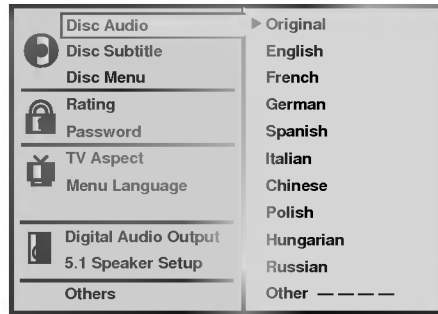 Disc Audio
Disc Subtitle
Disc Menu
Rating
Password
TV Aspect
Menu Language
Digital Audio Output
5.1 Speaker Setup
Others
Original
English
French
German
Spanish
Italian
Chinese
Polish
Hungarian
Russian
Other — — — —